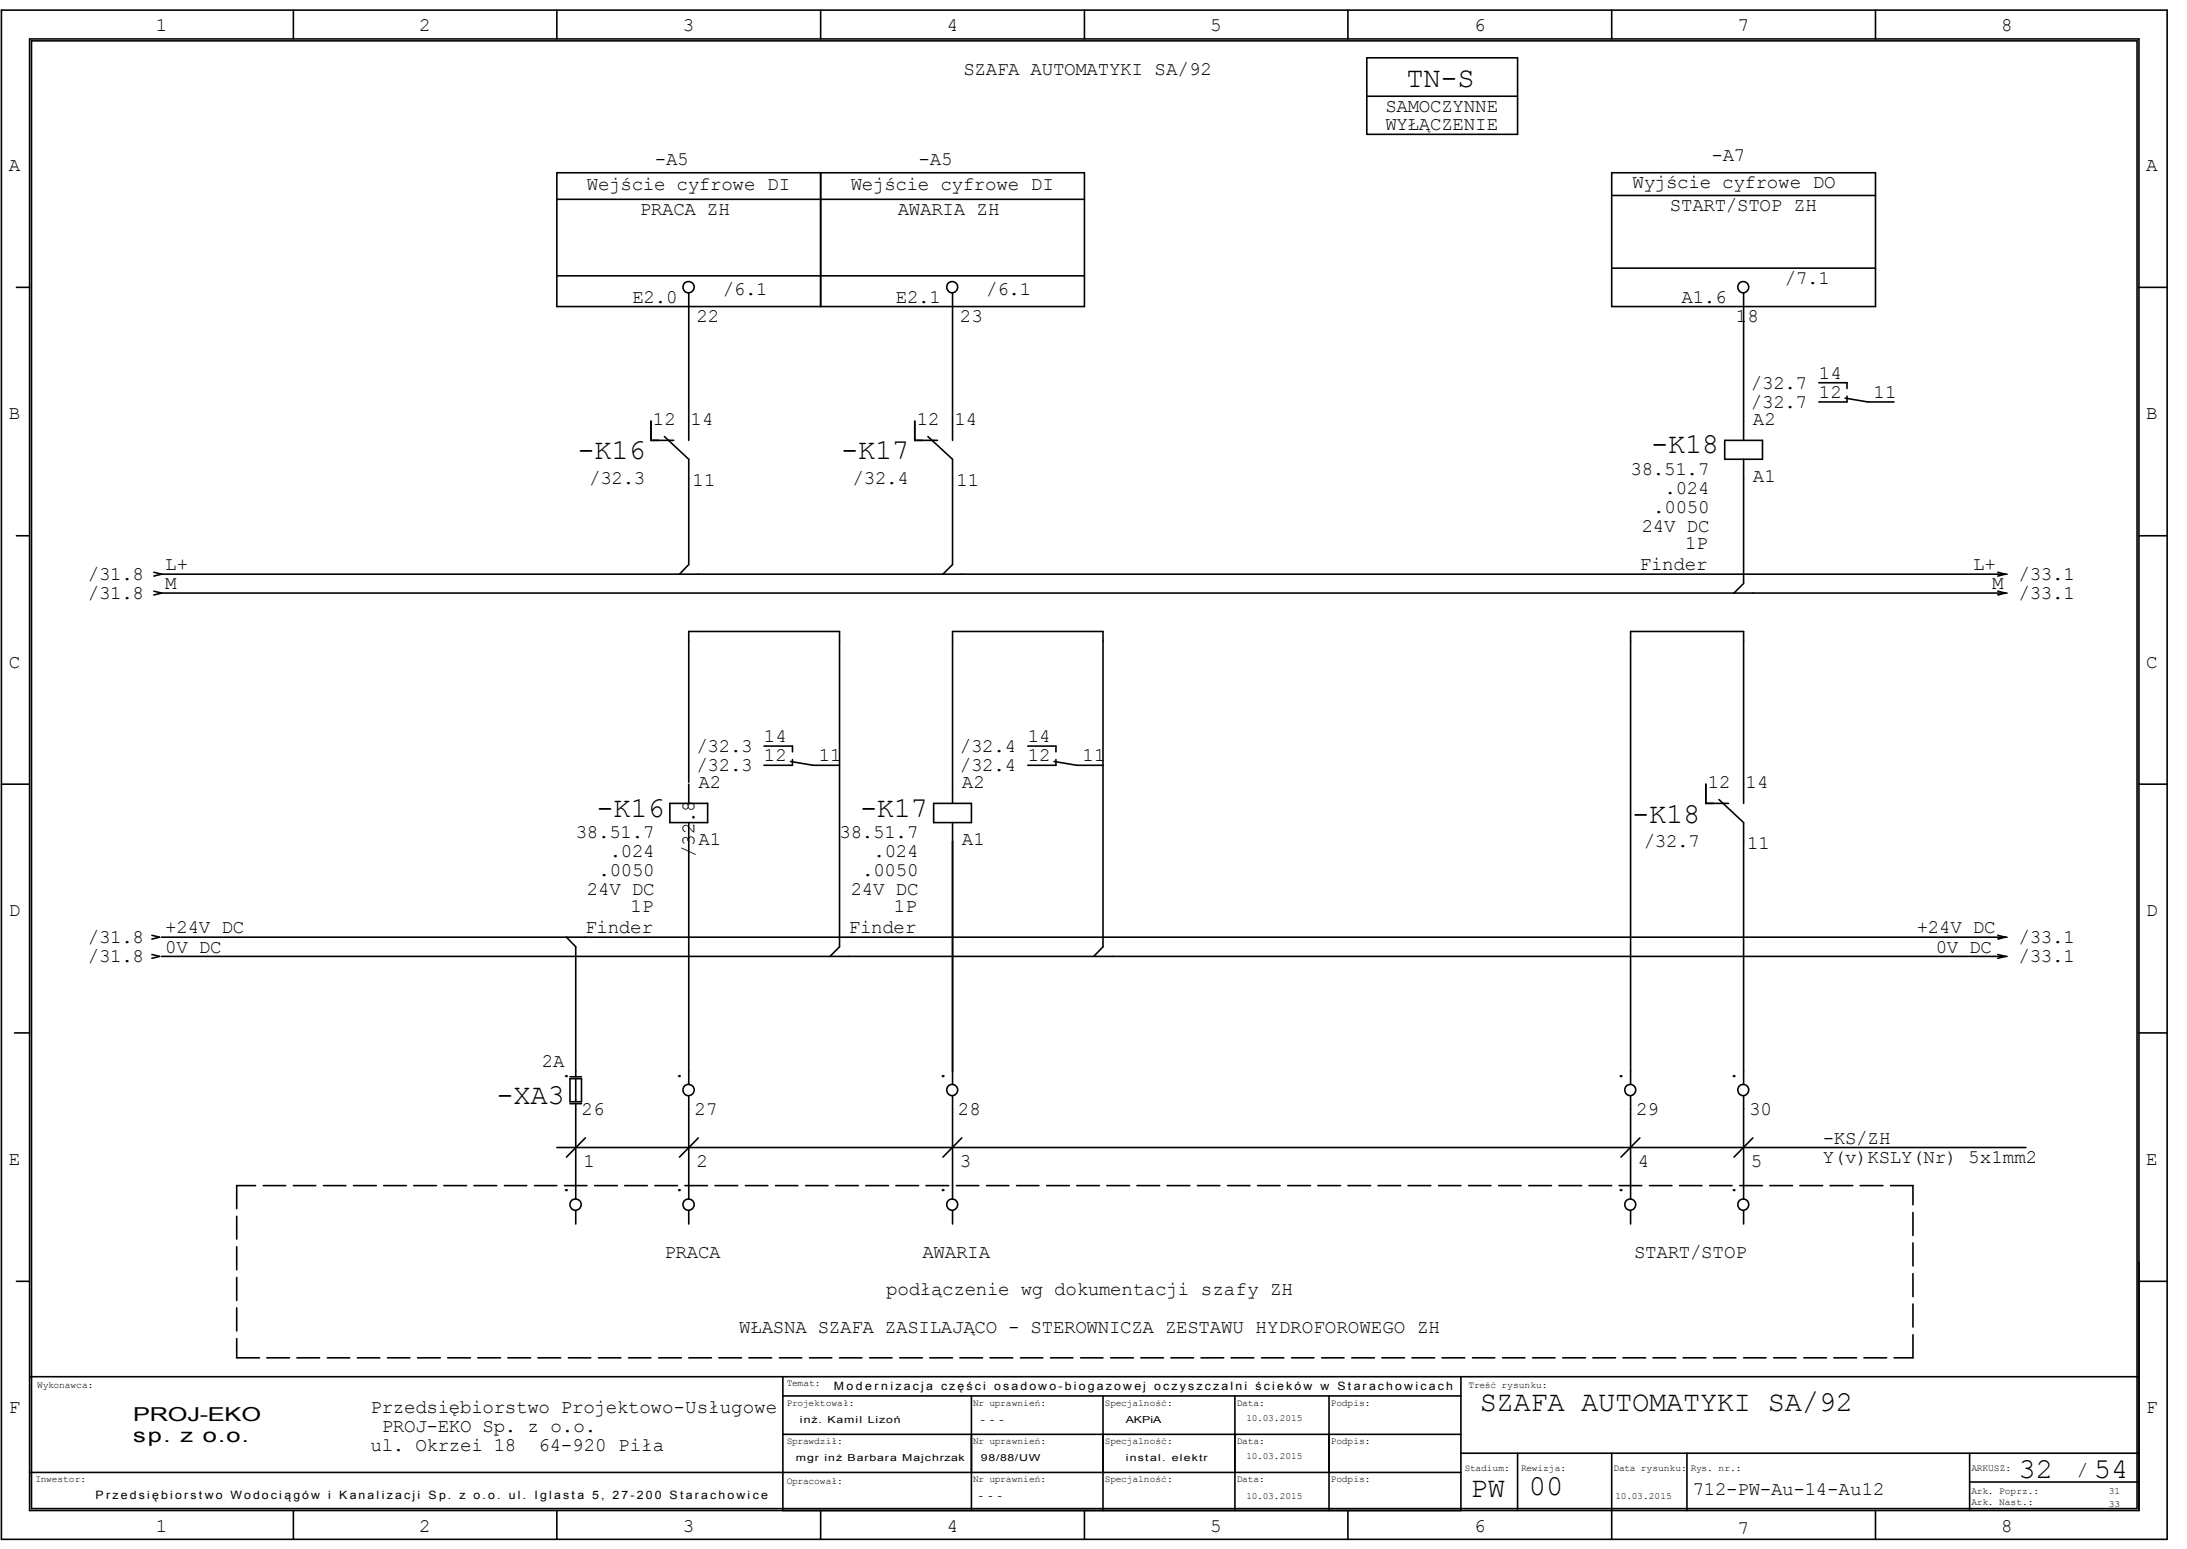 1 2 3 4 5 6 7 8
SZAFA AUTOMATYKI SA/92
TN-S
SAMOCZYNNE
WYŁĄCZENIE
A A
-A5 -A5 -A7
Wejście cyfrowe DI Wejście cyfrowe DI Wyjście cyfrowe DO
PRACA ZH AWARIA ZH START/STOP ZH
E2.0 /6.1 E2.1 /6.1 A1.6 /7.1
22 23 18
/32.7 14
/32.7 12 11
B B
12 14 12 14 A2
-K16 -K17 -K18
/32.3 11 /32.4 11 38.51.7 A1
.024
.0050
24V DC
1P
Finder
/31.8 L+ L+ /33.1
/31.8 M M /33.1
C C
/32.3 14 /32.4 14
/32.3 12 11 /32.4 12 11
A2 A2 12 14
-K16 /32.8 -K17 -K18
38.51.7 A1 38.51.7 A1 /32.7 11
.024 .024
.0050 .0050
24V DC 24V DC
1P 1P
D D
Finder Finder
/31.8 +24V DC +24V DC /33.1
/31.8 0V DC 0V DC /33.1
2A
-XA3 26 27 28 29 30
-KS/ZH
E 1 2 3 4 5 Y(v)KSLY(Nr) 5x1mm2 E
PRACA AWARIA START/STOP
podłączenie wg dokumentacji szafy ZH
WŁASNA SZAFA ZASILAJĄCO - STEROWNICZA ZESTAWU HYDROFOROWEGO ZH
F F
Wykonawca:
PROJ-EKO
sp. z o.o.
Przedsiębiorstwo Projektowo-Usługowe
PROJ-EKO Sp. z o.o.
ul. Okrzei 18 64-920 Piła
Inwestor:
Przedsiębiorstwo Wodociągów i Kanalizacji Sp. z o.o. ul. Iglasta 5, 27-200 Starachowice
Temat: Modernizacja części osadowo-biogazowej oczyszczalni ścieków w Starachowicach
Projektował: Nr uprawnień: Specjalność: Data: Podpis:
inż. Kamil Lizoń - - - AKPiA 10.03.2015
Sprawdził: Nr uprawnień: Specjalność: Data: Podpis:
mgr inż Barbara Majchrzak 98/88/UW instal. elektr 10.03.2015
Opracował: Nr uprawnień: Specjalność: Data: Podpis:
- - - 10.03.2015
Treść rysunku:
SZAFA AUTOMATYKI SA/92
Stadium: Rewizja: Data rysunku: Rys. nr.: ARKUSZ: 32 / 54
PW 00 10.03.2015 712-PW-Au-14-Au12
Ark. Poprz.: 31
Ark. Nast.: 33
1 2 3 4 5 6 7 8